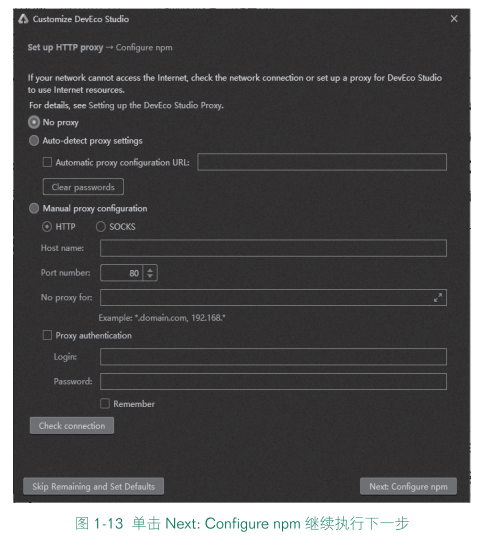 Customize DevEco Studio
Set up HTTP proxy → Configure npm
If your network cannot access the Internet, check the network connection or set up a proxy for DevEco Studio
to use Internet resources.
For details, see Setting up the DevEco Studio Proxy.
No proxy
Auto-detect proxy settings
Automatic proxy configuration URL:
Clear passwords
Manual proxy configuration
HTTP SOCKS
Host name:
Port number: 80
No proxy for:
Example: *.domain.com, 192.168.*
Proxy authentication
Login:
Password:
Remember
Check connection
Skip Remaining and Set Defaults Next: Configure npm
图 1-13 单击 Next: Configure npm 继续执行下一步